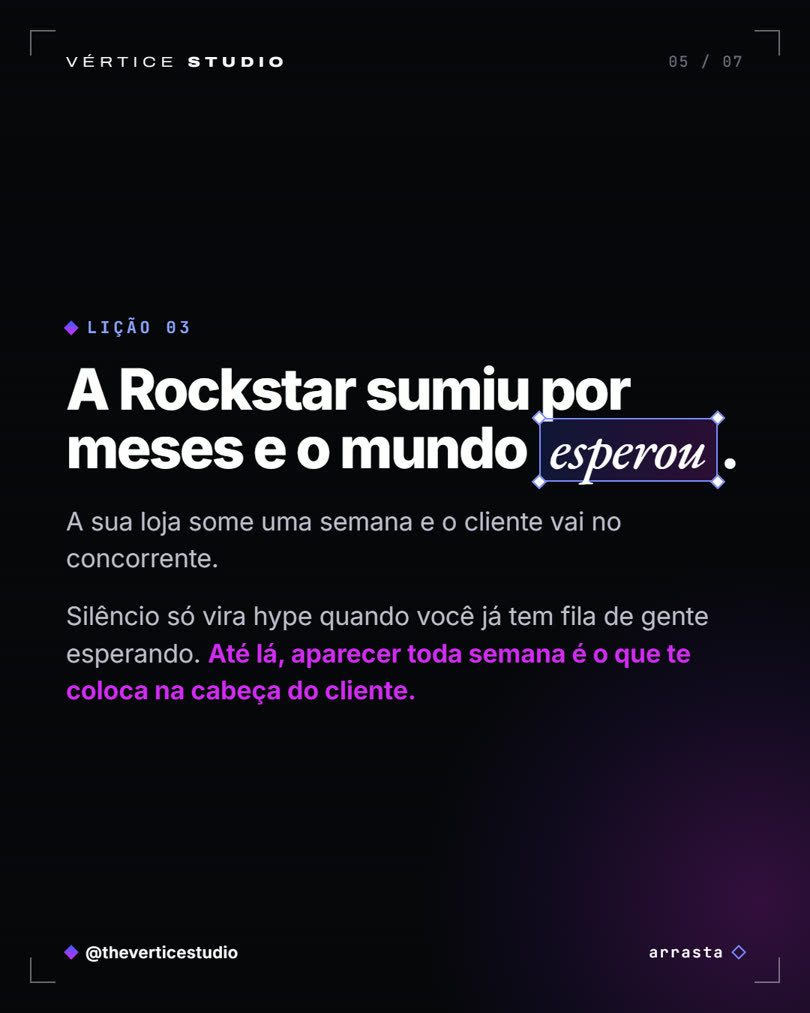 VÉRTICE STUDIO
05 / 07
LIÇÃO 03
A Rockstar sumiu por
meses e o mundo esperou.
A sua loja some uma semana e o cliente vai no
concorrente.
Silêncio só vira hype quando você já tem fila de gente
esperando. Até lá, aparecer toda semana é o que te
coloca na cabeça do cliente.
@theverticestudio
arrasta